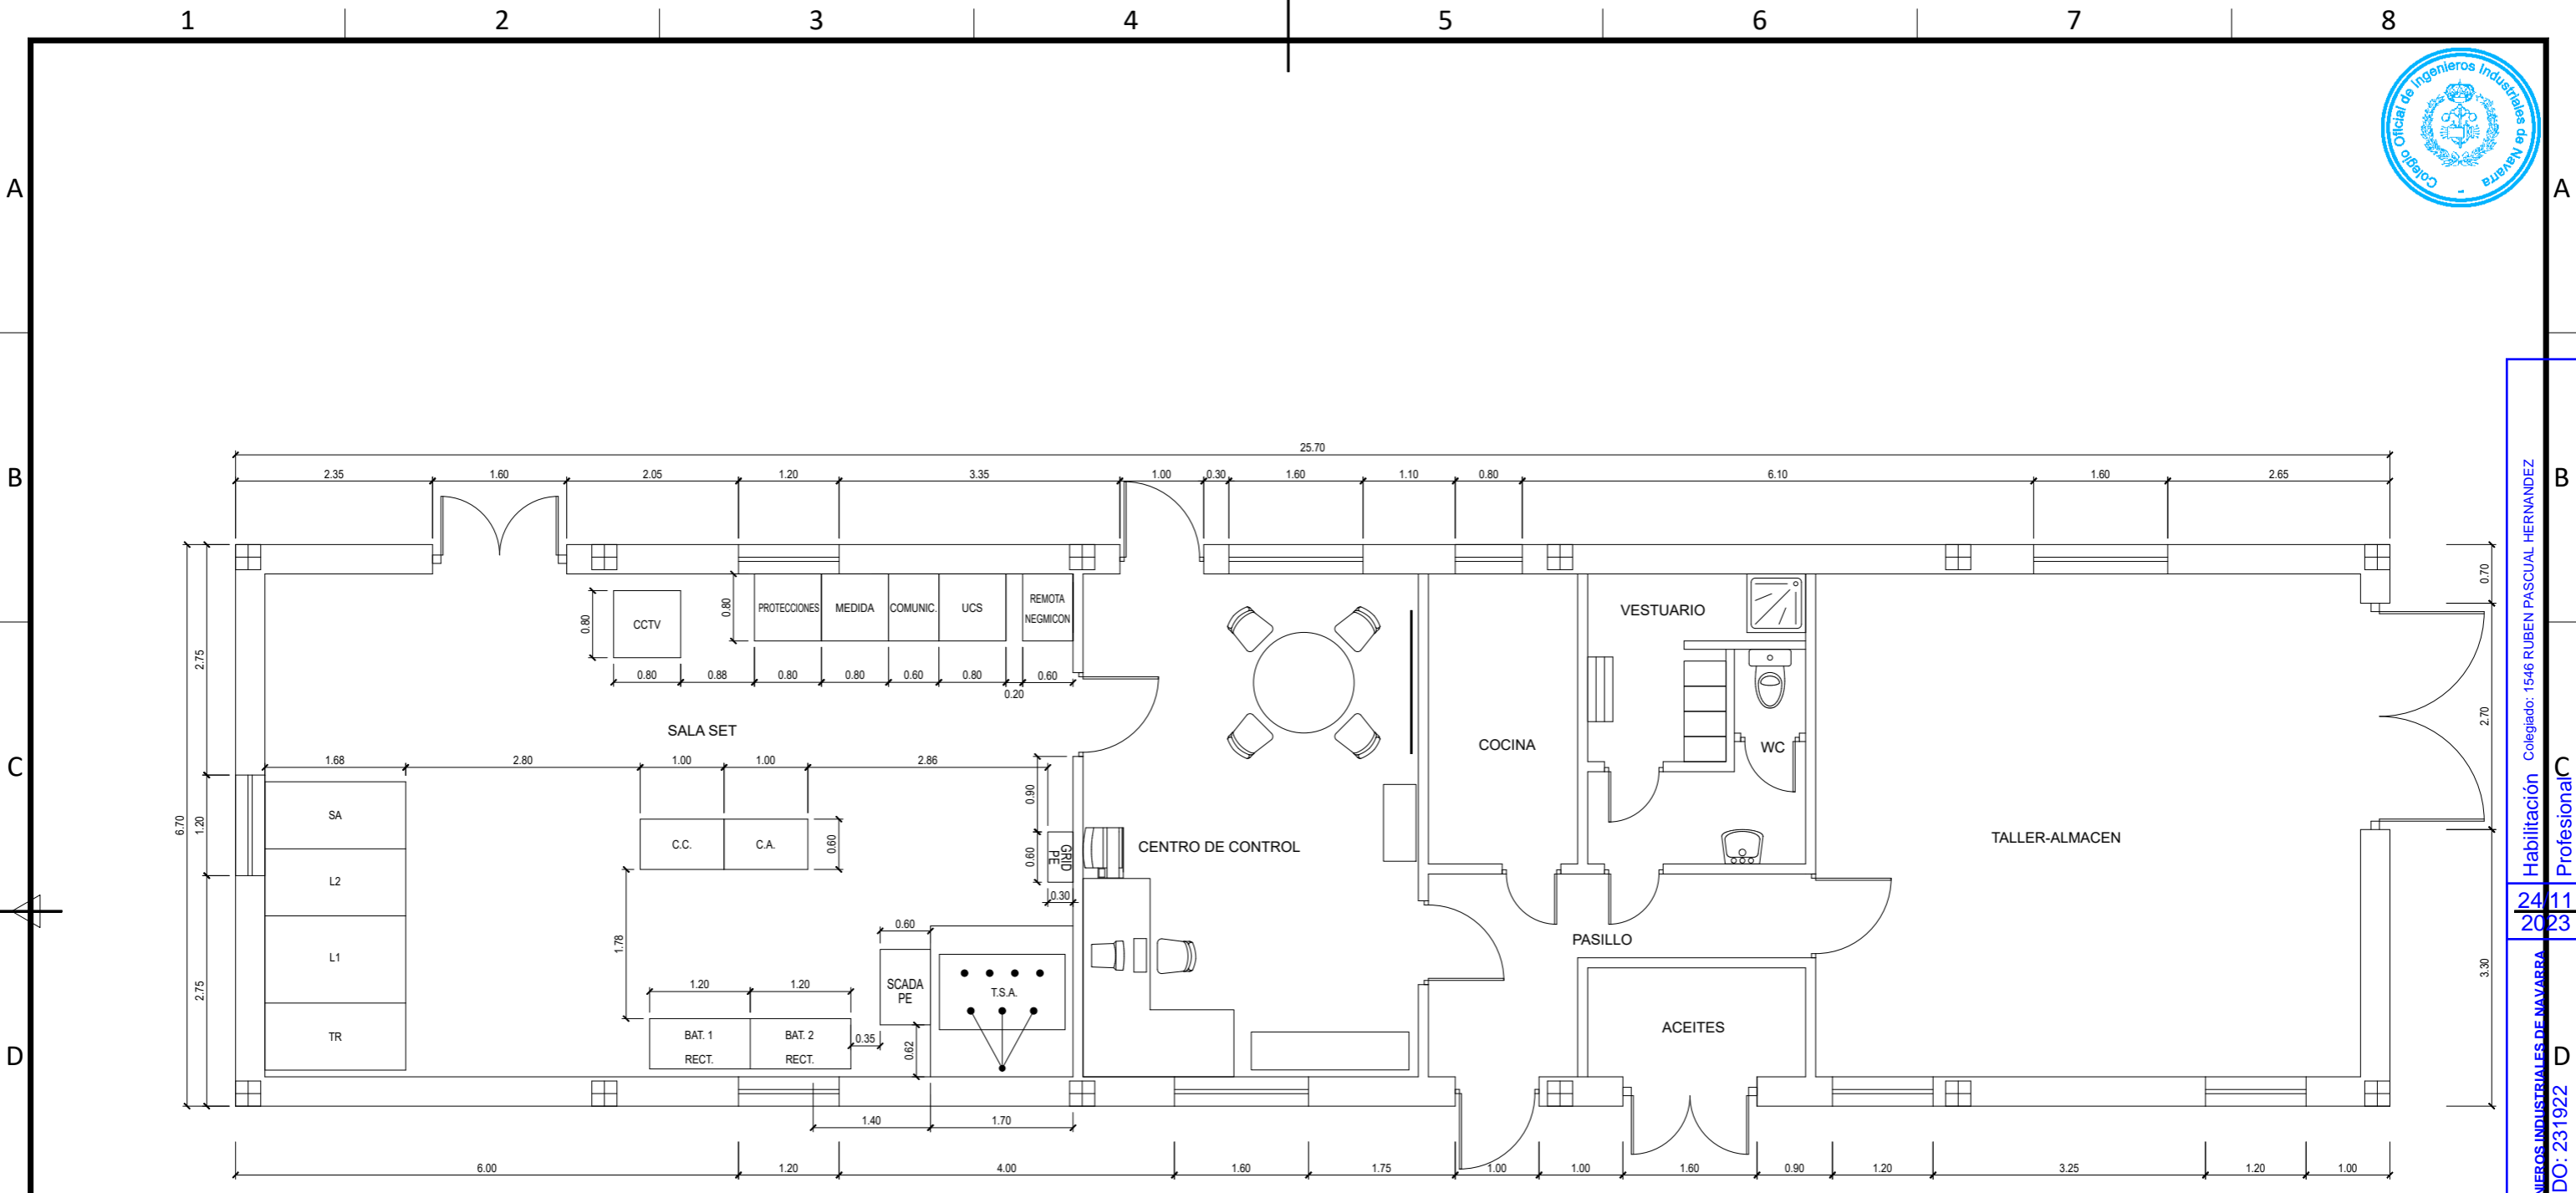 1 2 3 4 5 6 7 8
Colegio Oficial de Ingenieros Industriales de Navarra
A A
25.70
B B
2.35 1.60 2.05 1.20 3.35 1.00 0.30 1.60 1.10 0.80 6.10 1.60 2.65
0.70
0.80 CCTV 0.80 PROTECCIONES MEDIDA COMUNIC. UCS REMOTA
NEGMICON
VESTUARIO
2.75
0.80 0.88 0.80 0.80 0.60 0.80 0.20 0.60
SALA SET
COCINA
WC
2.70
C C
1.68 2.80 1.00 1.00 2.86
0.90
6.70
1.20
SA
C.C. C.A. 0.60
0.60 GRID
PE
CENTRO DE CONTROL
TALLER-ALMACEN
L2
0.30
0.60
1.78
PASILLO
L1
2.75
3.30
1.20 1.20
SCADA
PE
T.S.A.
ACEITES
TR
BAT. 1
RECT.
BAT. 2
RECT.
0.35
0.62
D D
1.40 1.70
6.00 1.20 4.00 1.60 1.75 1.00 1.00 1.60 0.90 1.20 3.25 1.20 1.00
Habilitación Colegiado: 1546 RUBEN PASCUAL HERNANDEZ
Profesional
24/11
2023
NIEROS INDUSTRIALES DE NAVARRA
DO: 231922